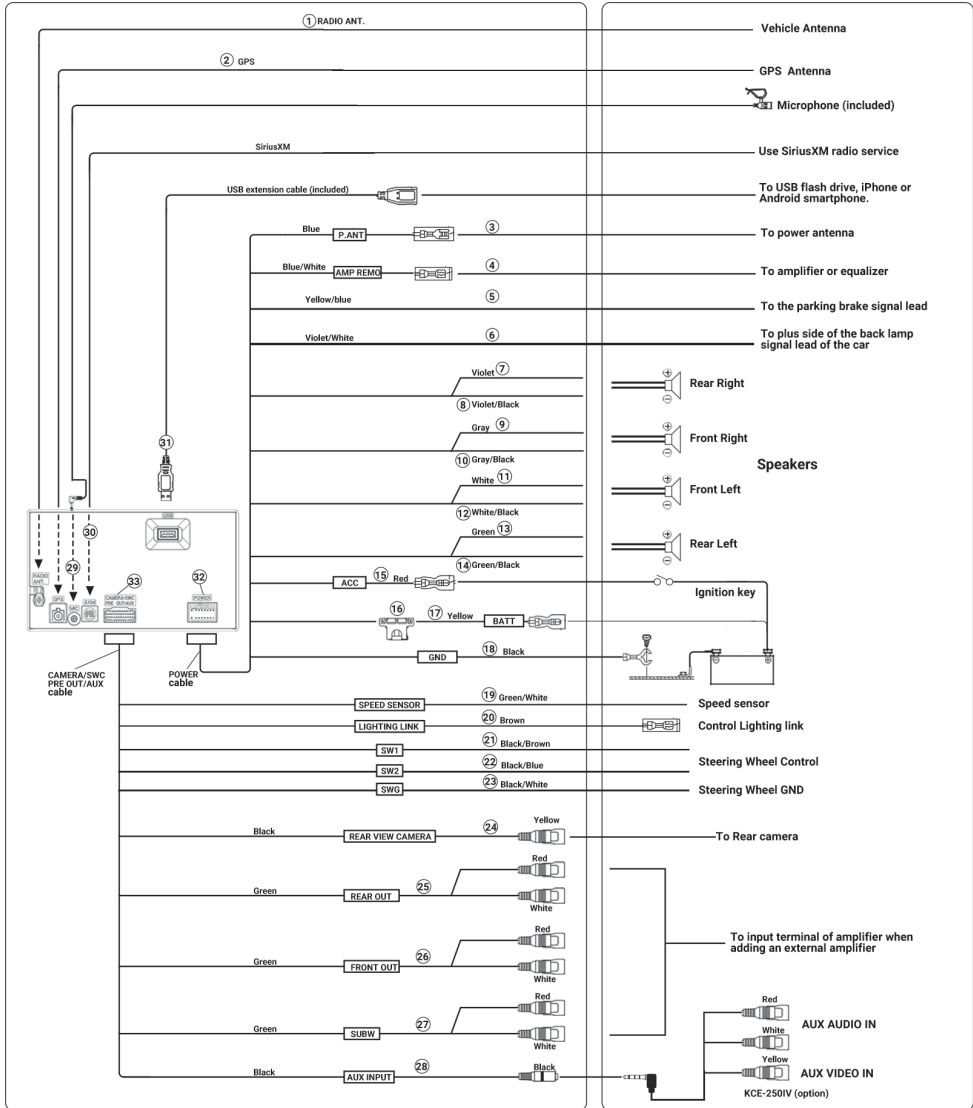 ① RADIO ANT.
Vehicle Antenna
② GPS
GPS Antenna
Microphone (included)
SiriusXM
Use SiriusXM radio service
USB extension cable (included)
To USB flash drive, iPhone or
Android smartphone.
Blue
P.ANT
③
To power antenna
Blue/White
AMP REMO
④
To amplifier or equalizer
Yellow/blue
⑤
To the parking brake signal lead
Violet/White
⑥
To plus side of the back lamp
signal lead of the car
Violet ⑦
⑧ Violet/Black
Rear Right
Gray ⑨
⑩ Gray/Black
Front Right
Speakers
White ⑪
⑫ White/Black
Front Left
Green ⑬
⑭ Green/Black
Rear Left
㉛
USB
㉚
㉙
㉝
㉜
RADIO
ANT.
GPS
MIC
SXM
CAMERA/SWC
PRE OUT/AUX
POWER
CAMERA/SWC
PRE OUT/AUX
cable
POWER
cable
ACC
⑮ Red
Ignition key
⑯
⑰ Yellow
BATT
GND
⑱ Black
SPEED SENSOR
⑲ Green/White
Speed sensor
LIGHTING LINK
⑳ Brown
Control Lighting link
SW1
㉑ Black/Brown
SW2
㉒ Black/Blue
Steering Wheel Control
SWG
㉓ Black/White
Steering Wheel GND
Black
REAR VIEW CAMERA
㉔
Yellow
To Rear camera
Green
REAR OUT
㉕
Red
White
Green
FRONT OUT
㉖
Red
White
To input terminal of amplifier when
adding an external amplifier
Green
SUBW
㉗
Red
White
Black
AUX INPUT
㉘
Black
Red
White
AUX AUDIO IN
Yellow
AUX VIDEO IN
KCE-250IV (option)